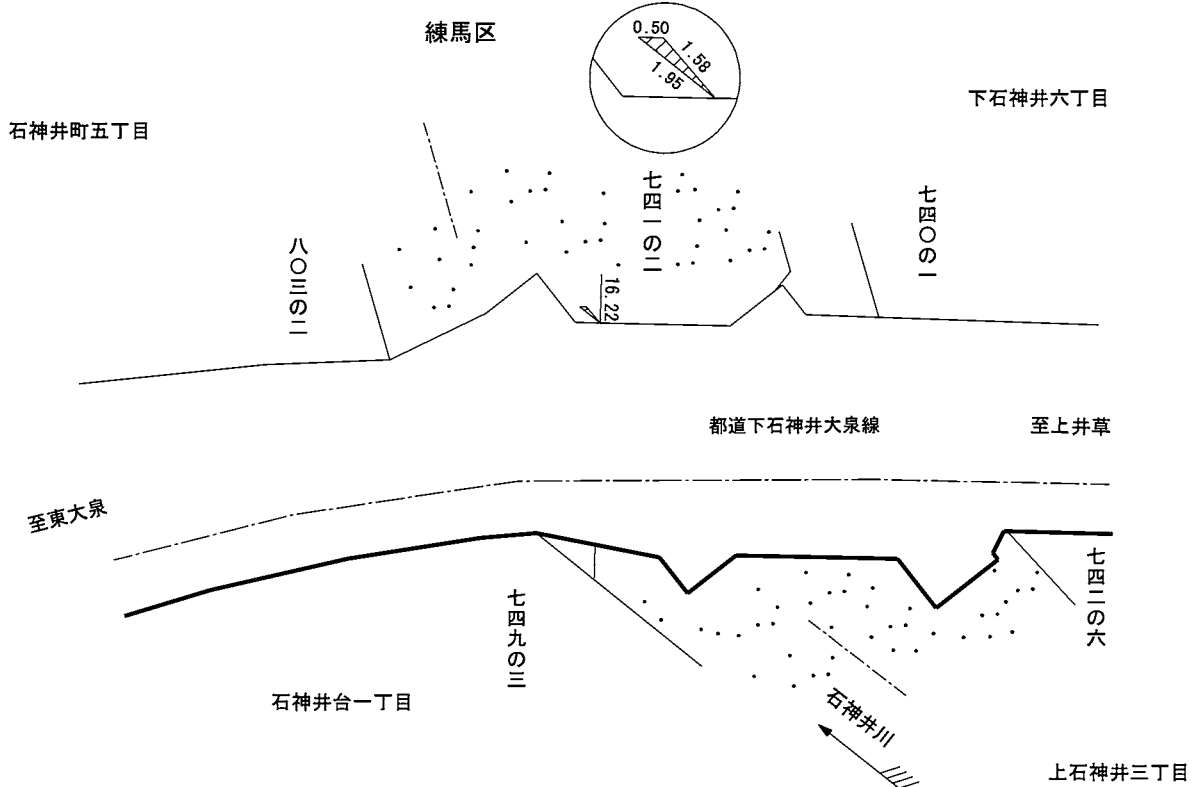 練馬区
0.50
1.58
1.95
下石神井六丁目
石神井町五丁目
七四一の二
七四〇の一
八〇三の二
16.22
都道下石神井大泉線
至上井草
至東大泉
七四九の三
七四二の六
石神井台一丁目
石神井川
上石神井三丁目